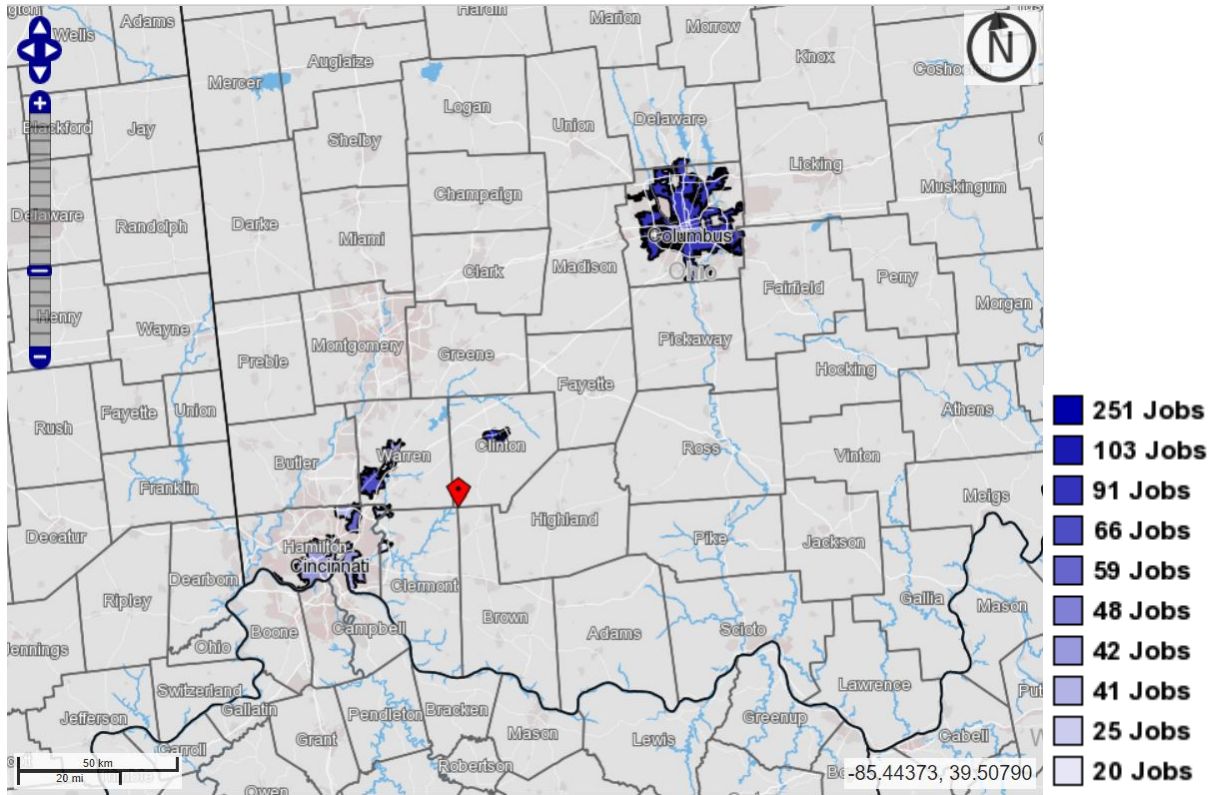 Hardin
Marion
Morrow
Adams
Wells
Auglaize
Mercer
Knox
N
Logan
Union
Delaware
Blackford
Jay
Shelby
Licking
Muskingum
Champaign
Delaware
Randolph
Darke
Miami
Columbus
Ohio
Clark
Madison
Perry
Fairfield
Morgan
Henry
Wayne
Montgomery
Greene
Pickaway
Preble
Hocking
Fayette
Fayette
Union
Athens
Rush
Butler
Warren
Clinton
Ross
Vinton
Franklin
Meigs
Highland
Decatur
Hamilton
Cincinnati
Pike
Jackson
Dearborn
Clermont
Ripley
Gallia
Mason
Brown
Boone
Campbell
Adams
Scioto
Ohio
Jennings
Switzerland
Lawrence
Jefferson
Gallatin
Pendleton
Bracken
Greenup
Mason
Lewis
Grant
Cabell
Carroll
Robertson
Owen
50 km
20 mi
-85.44373, 39.50790
251 Jobs
103 Jobs
91 Jobs
66 Jobs
59 Jobs
48 Jobs
42 Jobs
41 Jobs
25 Jobs
20 Jobs